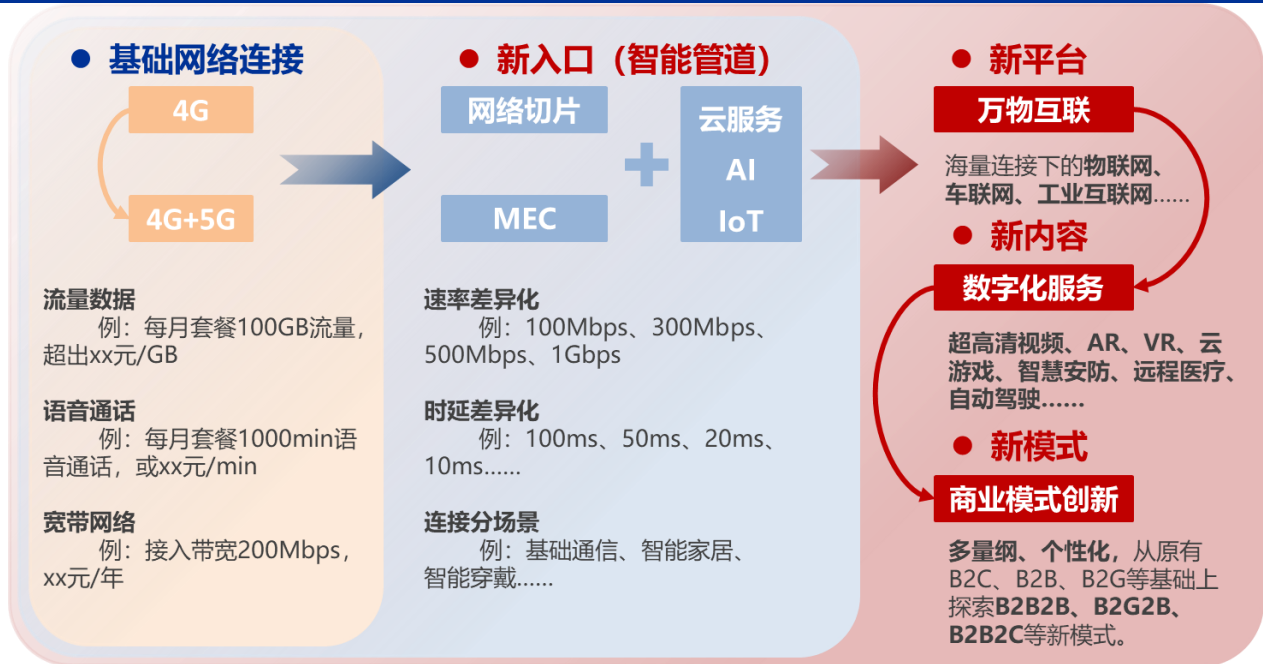 ● 基础网络连接
4G
4G+5G
流量数据
例：每月套餐100GB流量，
超出xx元/GB
语音通话
例：每月套餐1000min语
音通话，或xx元/min
宽带网络
例：接入带宽200Mbps，
xx元/年
● 新入口（智能管道）
网络切片
MEC
云服务
AI
IoT
速率差异化
例：100Mbps、300Mbps、
500Mbps、1Gbps
时延差异化
例：100ms、50ms、20ms、
10ms……
连接分场景
例：基础通信、智能家居、
智能穿戴……
● 新平台
万物互联
海量连接下的物联网、
车联网、工业互联网……
● 新内容
数字化服务
超高清视频、AR、VR、云
游戏、智慧安防、远程医疗、
自动驾驶……
● 新模式
商业模式创新
多量纲、个性化，从原有
B2C、B2B、B2G等基础上
探索B2B2B、B2G2B、
B2B2C等新模式。